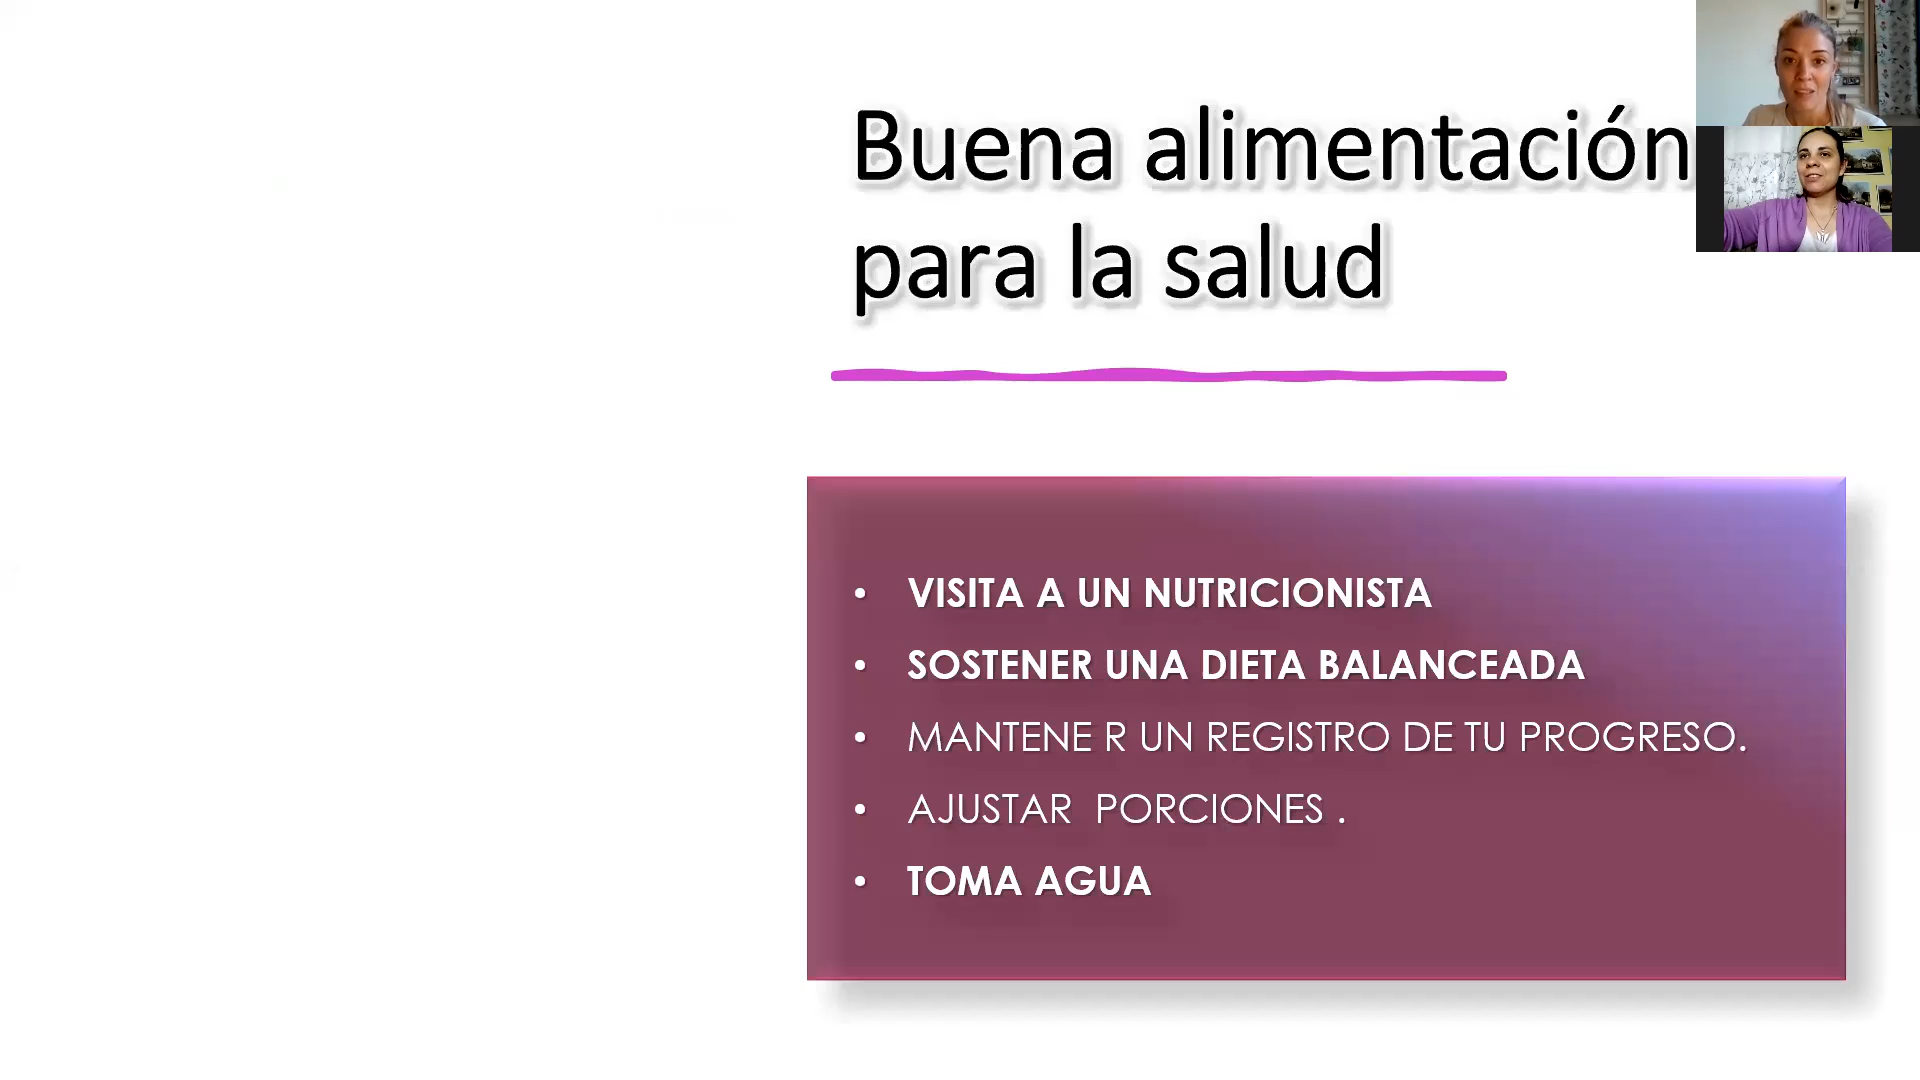 Buena alimentación
para la salud
• VISITA A UN NUTRICIONISTA
• SOSTENER UNA DIETA BALANCEADA
• MANTENE R UN REGISTRO DE TU PROGRESO.
• AJUSTAR  PORCIONES .
• TOMA AGUA